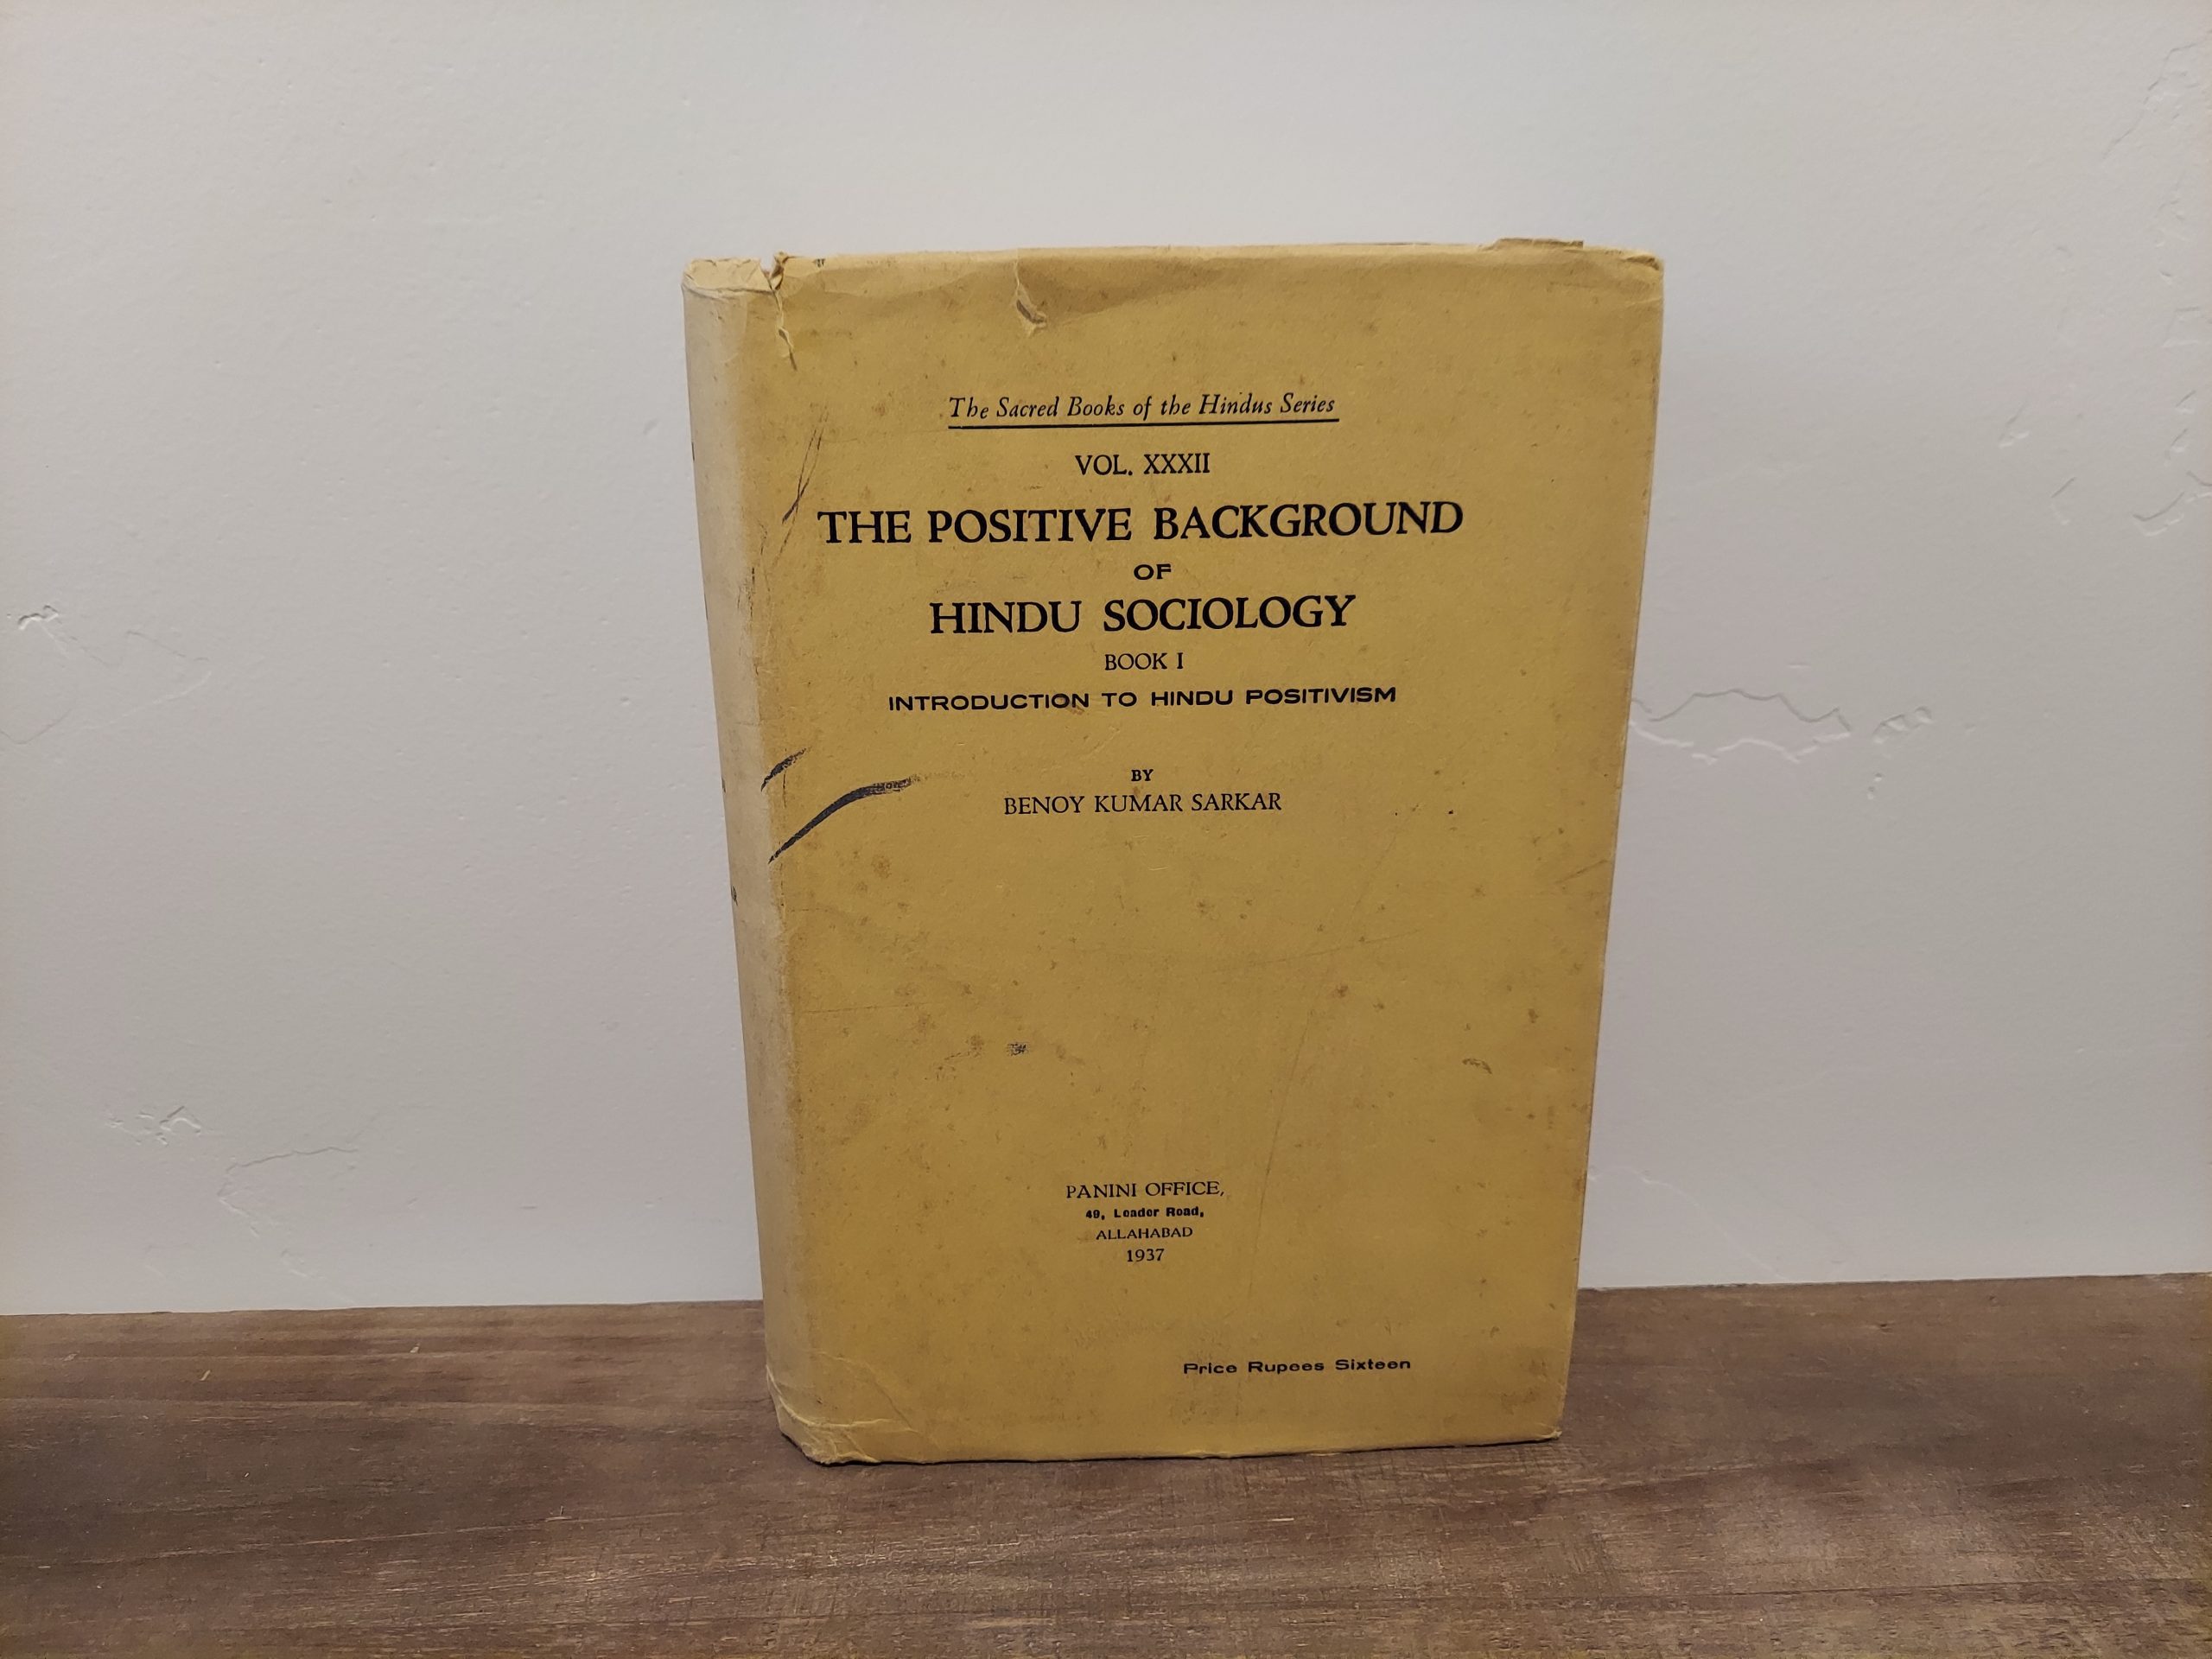 The Sacred Books of the Hindus Series
VOL. XXXII
THE POSITIVE BACKGROUND
OF
HINDU SOCIOLOGY
BOOK I
INTRODUCTION TO HINDU POSITIVISM
BY
BENOY KUMAR SARKAR
PANINI OFFICE,
49, Leader Road,
ALLAHABAD
1937
Price Rupees Sixteen